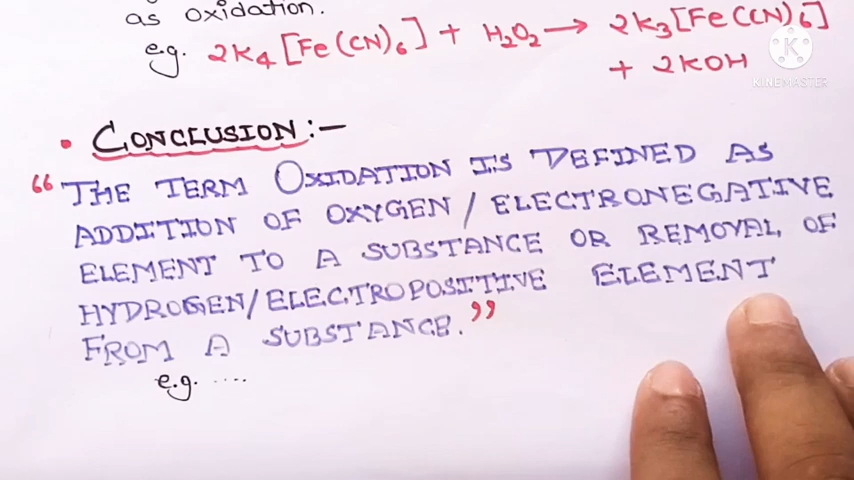 as oxidation.
e.g. 2K4[Fe(CN)6] + H2O2 → 2K3[Fe(CN)6]
+ 2KOH
K
KINEMASTER
• CONCLUSION :-
“ THE TERM OXIDATION IS DEFINED AS
ADDITION OF OXYGEN / ELECTRONEGATIVE
ELEMENT TO A SUBSTANCE OR REMOVAL OF
HYDROGEN/ELECTROPOSITIVE ELEMENT
FROM A SUBSTANCE. ”
e.g. ....